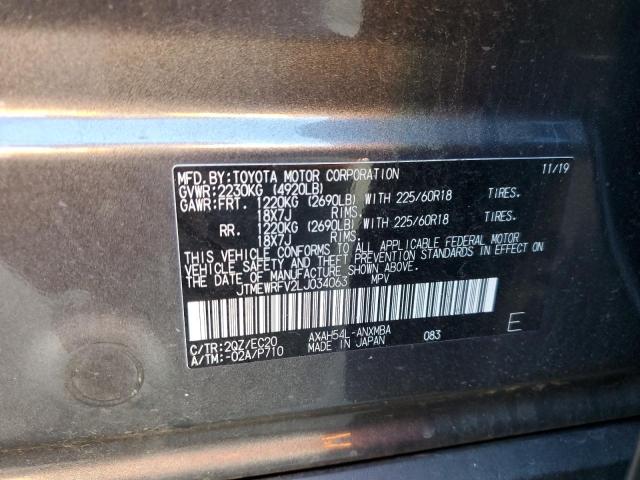 MFD.BY:TOYOTA MOTOR CORPORATION 11/19
GVWR:2230KG (4920LB)
GAWR:FRT. 1220KG (2690LB) WITH 225/60R18 TIRES.
18X7J RIMS.
RR. 1220KG (2690LB) WITH 225/60R18 TIRES.
18X7J RIMS.
THIS VEHICLE CONFORMS TO ALL APPLICABLE FEDERAL MOTOR
VEHICLE SAFETY AND THEFT PREVENTION STANDARDS IN EFFECT ON
THE DATE OF MANUFACTURE SHOWN ABOVE.
JTMEWRFV2LJ034063 MPV
C/TR:2QZ/EC20 AXAH54L-ANXMBA 083 E
A/TM:-02A/P710 MADE IN JAPAN